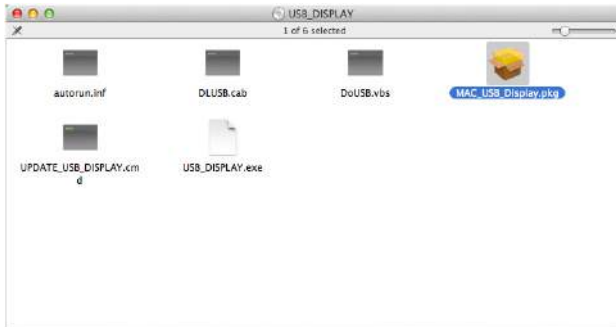 USB_DISPLAY
1 of 6 selected
autorun.inf
DLUSB.cab
DoUSB.vbs
MAC_USB_Display.pkg
UPDATE_USB_DISPLAY.cm
d
USB_DISPLAY.exe